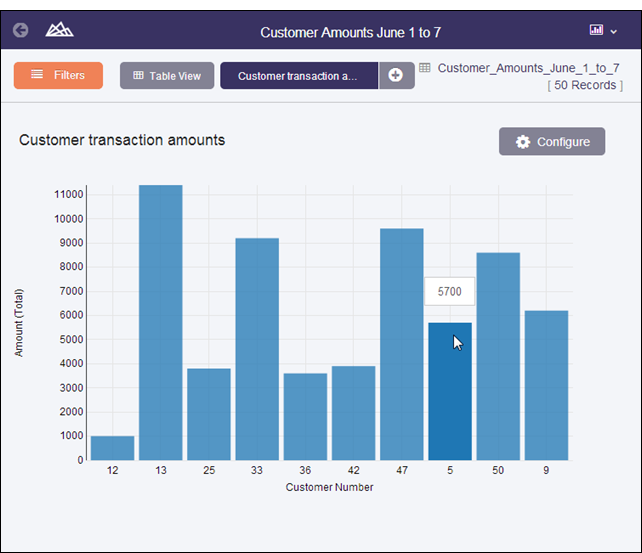 Customer Amounts June 1 to 7
Filters
Table View
Customer transaction a...
Customer_Amounts_June_1_to_7
[ 50 Records ]
Customer transaction amounts
Configure
11000
10000
9000
8000
7000
6000
5000
4000
3000
2000
1000
0
Amount (Total)
5700
12 13 25 33 36 42 47 5 50 9
Customer Number